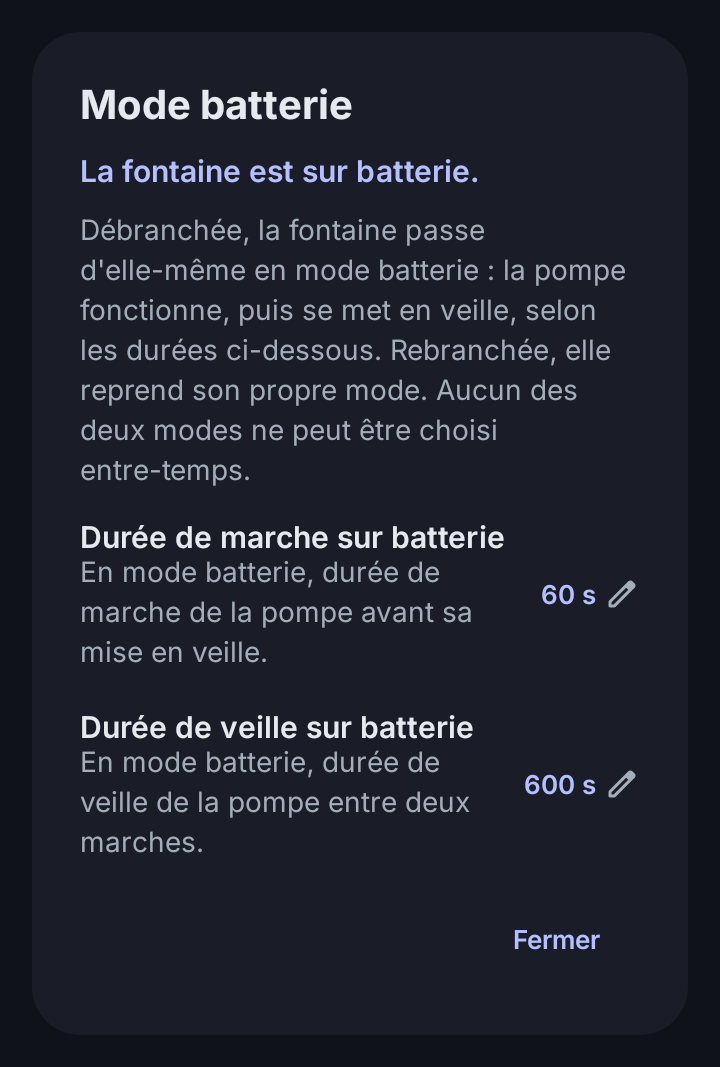 Mode batterie
La fontaine est sur batterie.
Débranchée, la fontaine passe
d'elle-même en mode batterie : la pompe
fonctionne, puis se met en veille, selon
les durées ci-dessous. Rebranchée, elle
reprend son propre mode. Aucun des
deux modes ne peut être choisi
entre-temps.
Durée de marche sur batterie
En mode batterie, durée de
marche de la pompe avant sa
mise en veille.
60 s
Durée de veille sur batterie
En mode batterie, durée de
veille de la pompe entre deux
marches.
600 s
Fermer